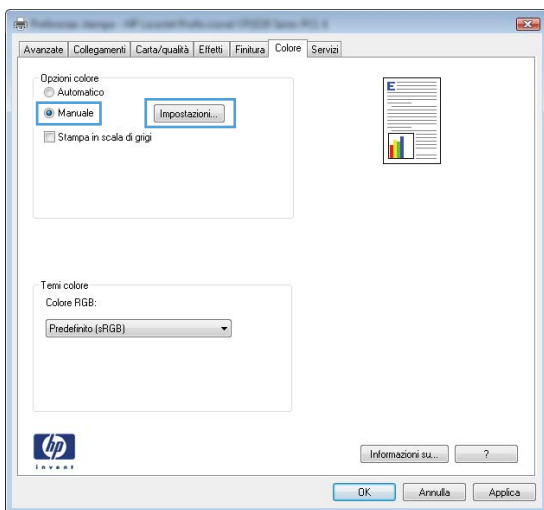 Avanzate Collegamenti Carta/qualità Effetti Finitura Colore Servizi
Opzioni colore
Automatico
Manuale Impostazioni...
Stampa in scala di grigi
E
Temi colore
Colore RGB:
Predefinito (sRGB)
hp
invent
Informazioni su... ?
OK Annulla Applica